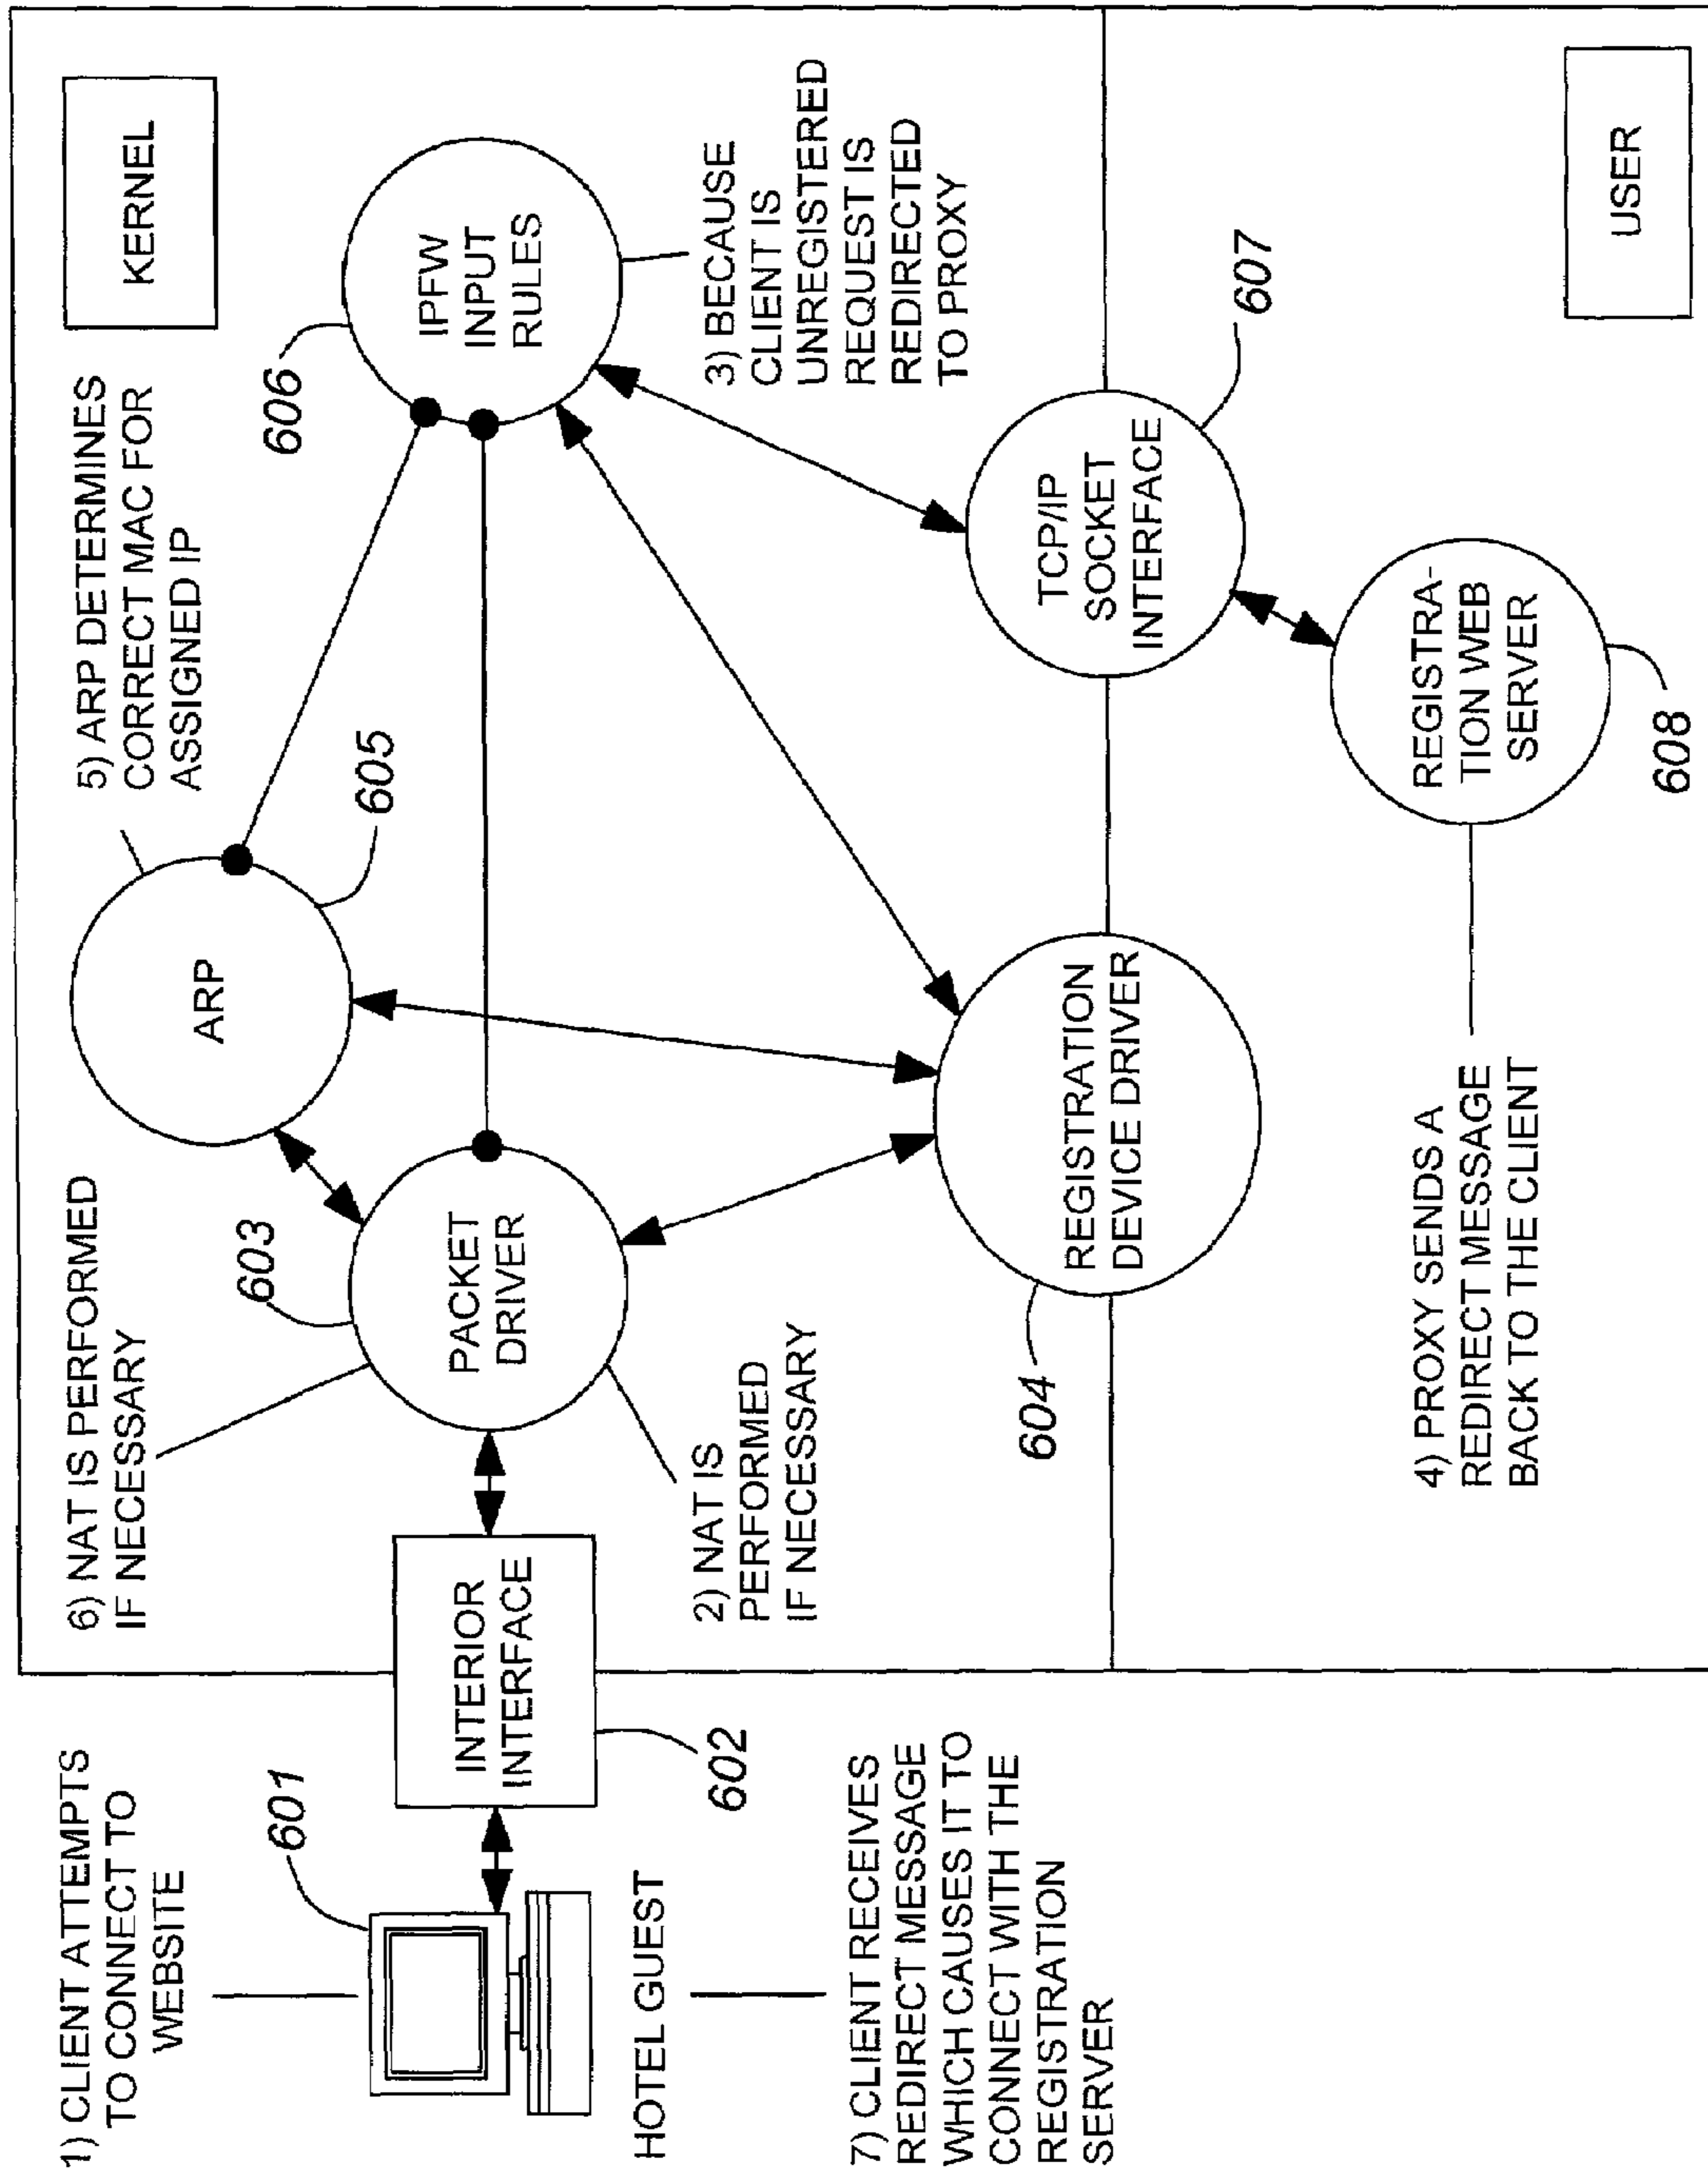 1) CLIENT ATTEMPTS
TO CONNECT TO
WEBSITE
601
HOTEL GUEST
7) CLIENT RECEIVES
REDIRECT MESSAGE
WHICH CAUSES IT TO
CONNECT WITH THE
REGISTRATION
SERVER
INTERIOR
INTERFACE
602
6) NAT IS PERFORMED
IF NECESSARY
603
PACKET
DRIVER
2) NAT IS
PERFORMED
IF NECESSARY
ARP
605
5) ARP DETERMINES
CORRECT MAC FOR
ASSIGNED IP
KERNEL
606
IPFW
INPUT
RULES
3) BECAUSE
CLIENT IS
UNREGISTERED
REQUEST IS
REDIRECTED
TO PROXY
REGISTRATION
DEVICE DRIVER
604
TCP/IP
SOCKET
INTERFACE
607
4) PROXY SENDS A
REDIRECT MESSAGE
BACK TO THE CLIENT
REGISTRA-
TION WEB
SERVER
608
USER